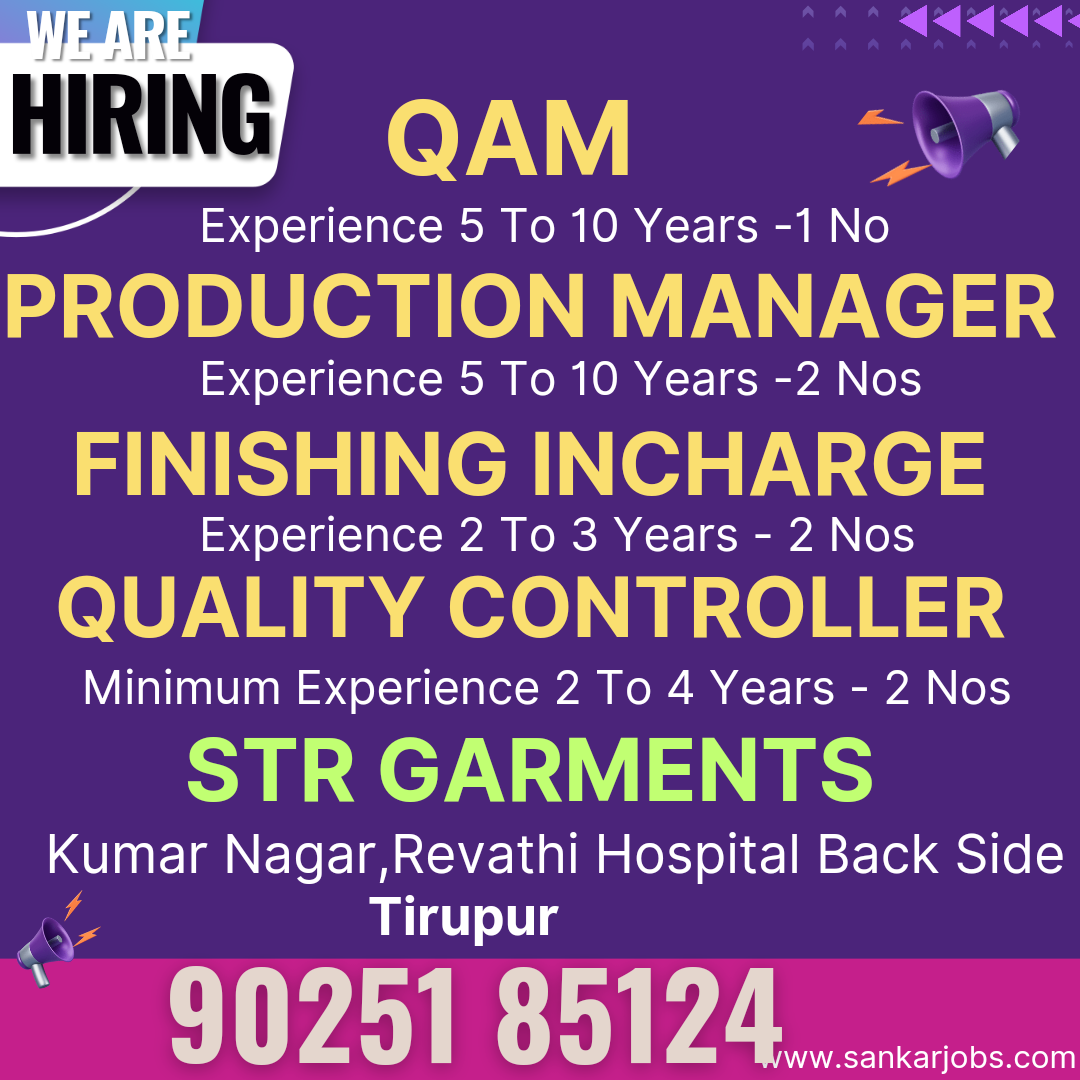 WE ARE
HIRING
QAM
Experience 5 To 10 Years -1 No
PRODUCTION MANAGER
Experience 5 To 10 Years -2 Nos
FINISHING INCHARGE
Experience 2 To 3 Years - 2 Nos
QUALITY CONTROLLER
Minimum Experience 2 To 4 Years - 2 Nos
STR GARMENTS
Kumar Nagar,Revathi Hospital Back Side
Tirupur
90251 85124
www.sankarjobs.com